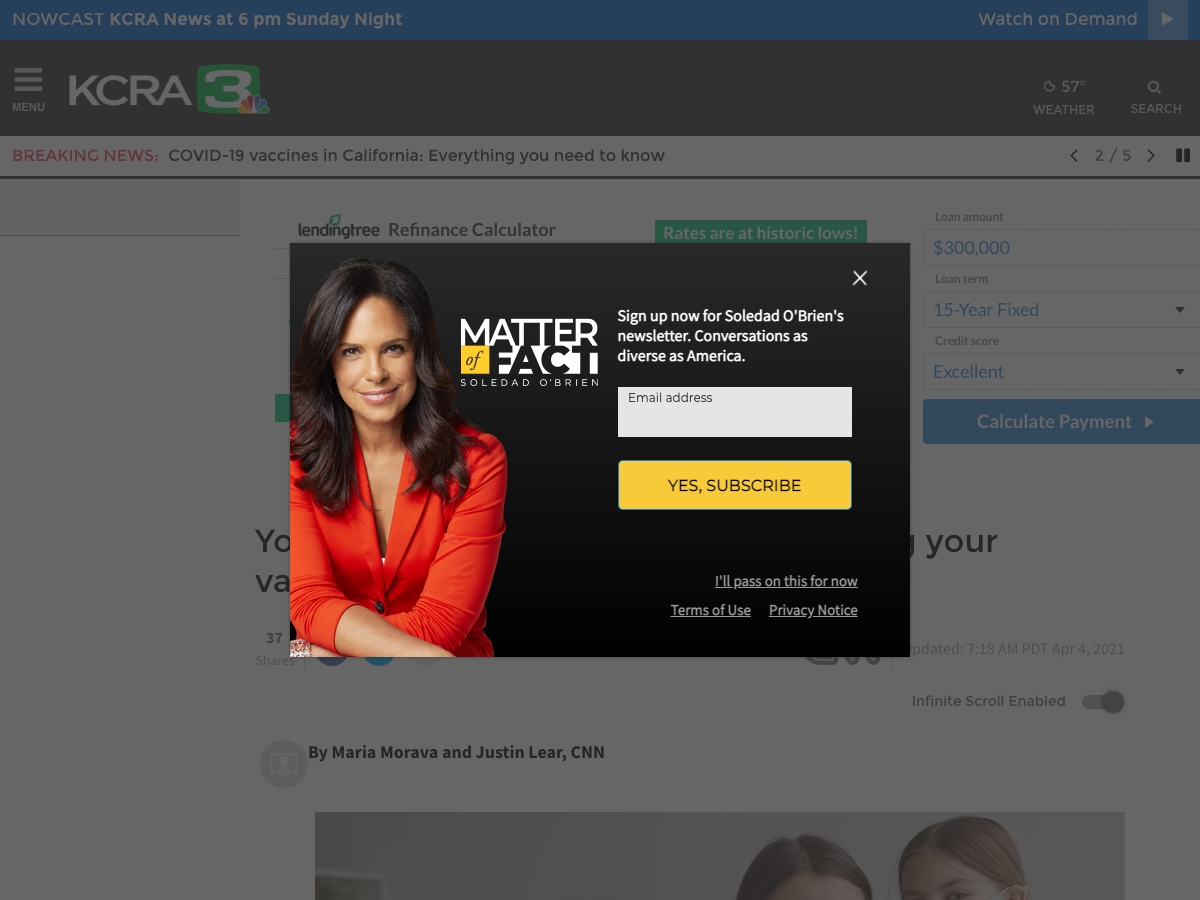 NOWCAST KCRA News at 6 pm Sunday Night
Watch on Demand
MENU
KCRA 3
57°
WEATHER
SEARCH
BREAKING NEWS: COVID-19 vaccines in California: Everything you need to know
2 / 5
lendingtree Refinance Calculator
Rates are at historic lows!
Loan amount
$300,000
Loan term
15-Year Fixed
Credit score
Excellent
Calculate Payment
MATTER
of FACT
SOLEDAD O'BRIEN
Sign up now for Soledad O'Brien's
newsletter. Conversations as
diverse as America.
Email address
YES, SUBSCRIBE
I'll pass on this for now
Terms of Use Privacy Notice
your
37
Shares
7:18 AM PDT Apr 4, 2021
Infinite Scroll Enabled
By Maria Morava and Justin Lear, CNN